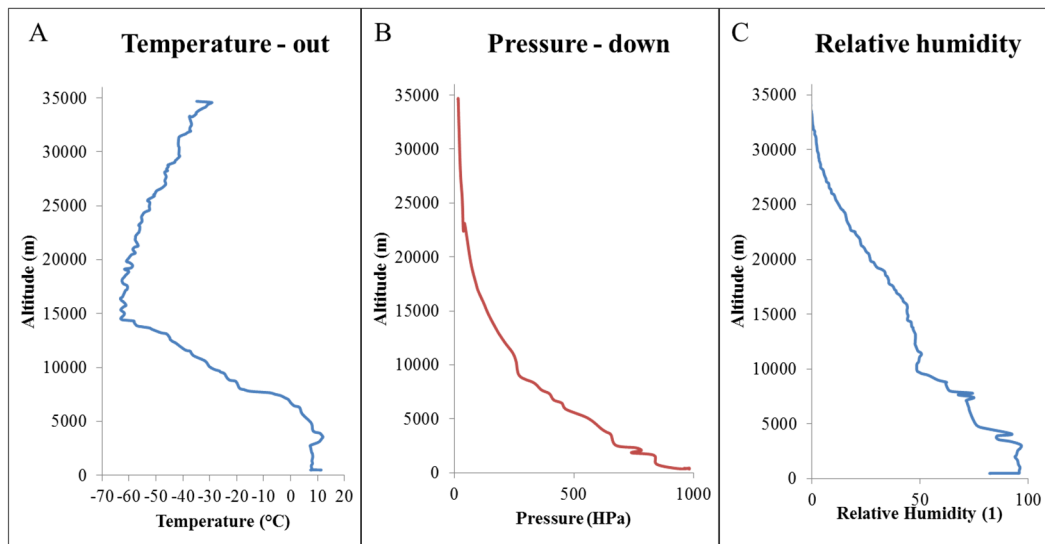 A
Temperature - out
35000
30000
25000
20000
15000
10000
5000
0
Altitude (m)
-70 -60 -50 -40 -30 -20 -10 0 10 20
Temperature (°C)
B
Pressure - down
35000
30000
25000
20000
15000
10000
5000
0
Altitude (m)
0 500 1000
Pressure (HPa)
C
Relative humidity
35000
30000
25000
20000
15000
10000
5000
0
Altitude (m)
0 50 100
Relative Humidity (1)